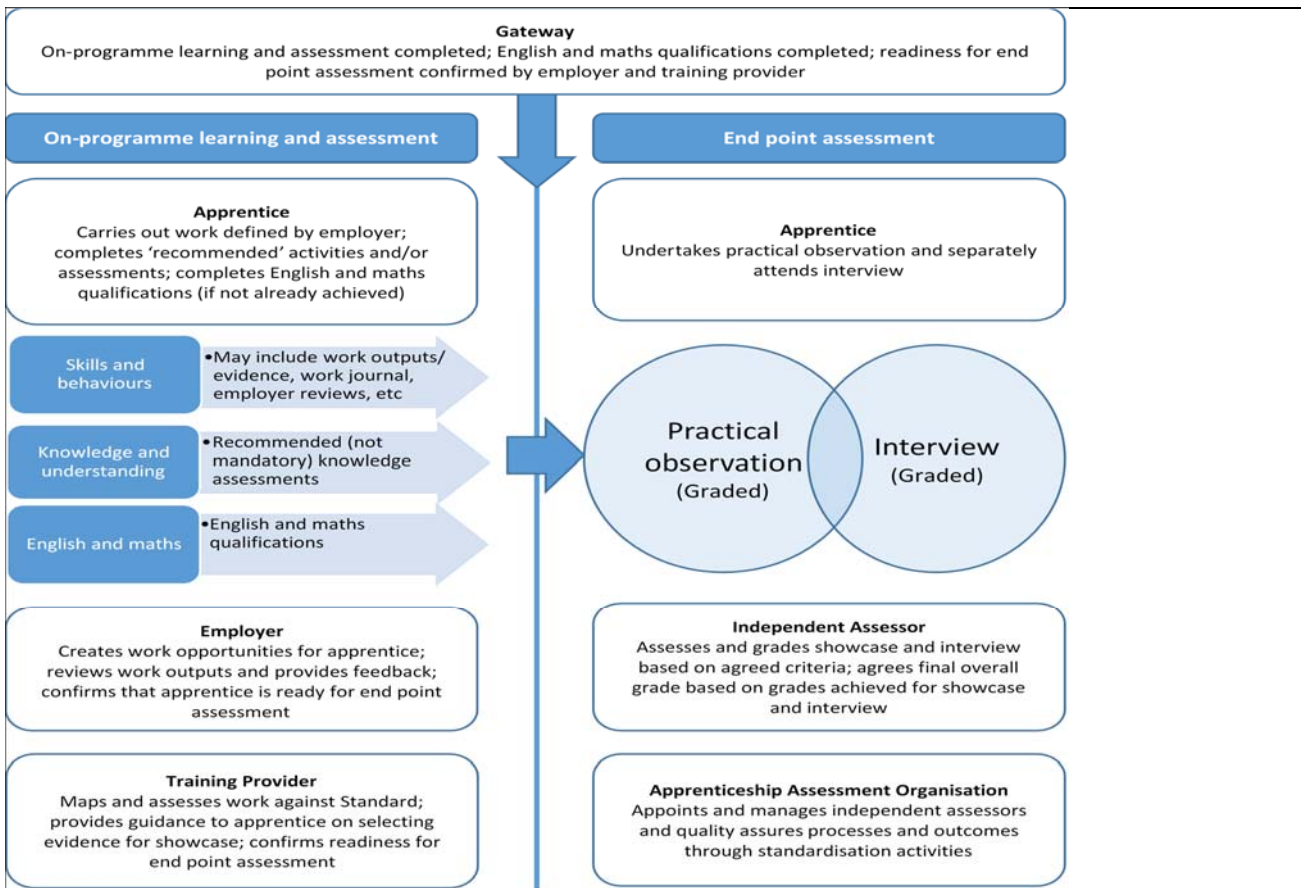 Gateway
On-programme learning and assessment completed; English and maths qualifications completed; readiness for end
point assessment confirmed by employer and training provider
On-programme learning and assessment
Apprentice
Carries out work defined by employer;
completes ‘recommended’ activities and/or
assessments; completes English and maths
qualifications (if not already achieved)
Skills and
behaviours
•May include work outputs/
evidence, work journal,
employer reviews, etc
Knowledge and
understanding
•Recommended (not
mandatory) knowledge
assessments
English and maths
•English and maths
qualifications
Employer
Creates work opportunities for apprentice;
reviews work outputs and provides feedback;
confirms that apprentice is ready for end point
assessment
Training Provider
Maps and assesses work against Standard;
provides guidance to apprentice on selecting
evidence for showcase; confirms readiness for
end point assessment
End point assessment
Apprentice
Undertakes practical observation and separately
attends interview
Practical
observation
(Graded)
Interview
(Graded)
Independent Assessor
Assesses and grades showcase and interview
based on agreed criteria; agrees final overall
grade based on grades achieved for showcase
and interview
Apprenticeship Assessment Organisation
Appoints and manages independent assessors
and quality assures processes and outcomes
through standardisation activities